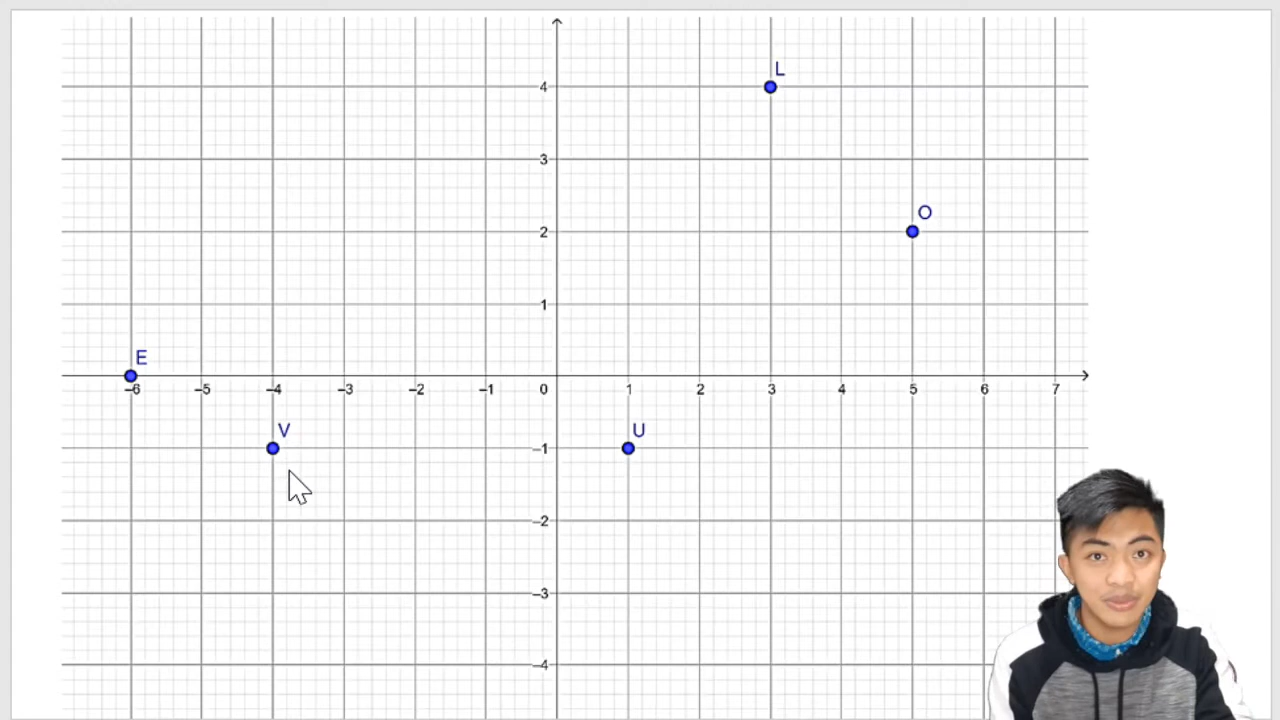 L
4
3
O
2
1
E
–6 –5 –4 –3 –2 –1 0 1 2 3 4 5 6 7
V U
–1
–2
–3
–4